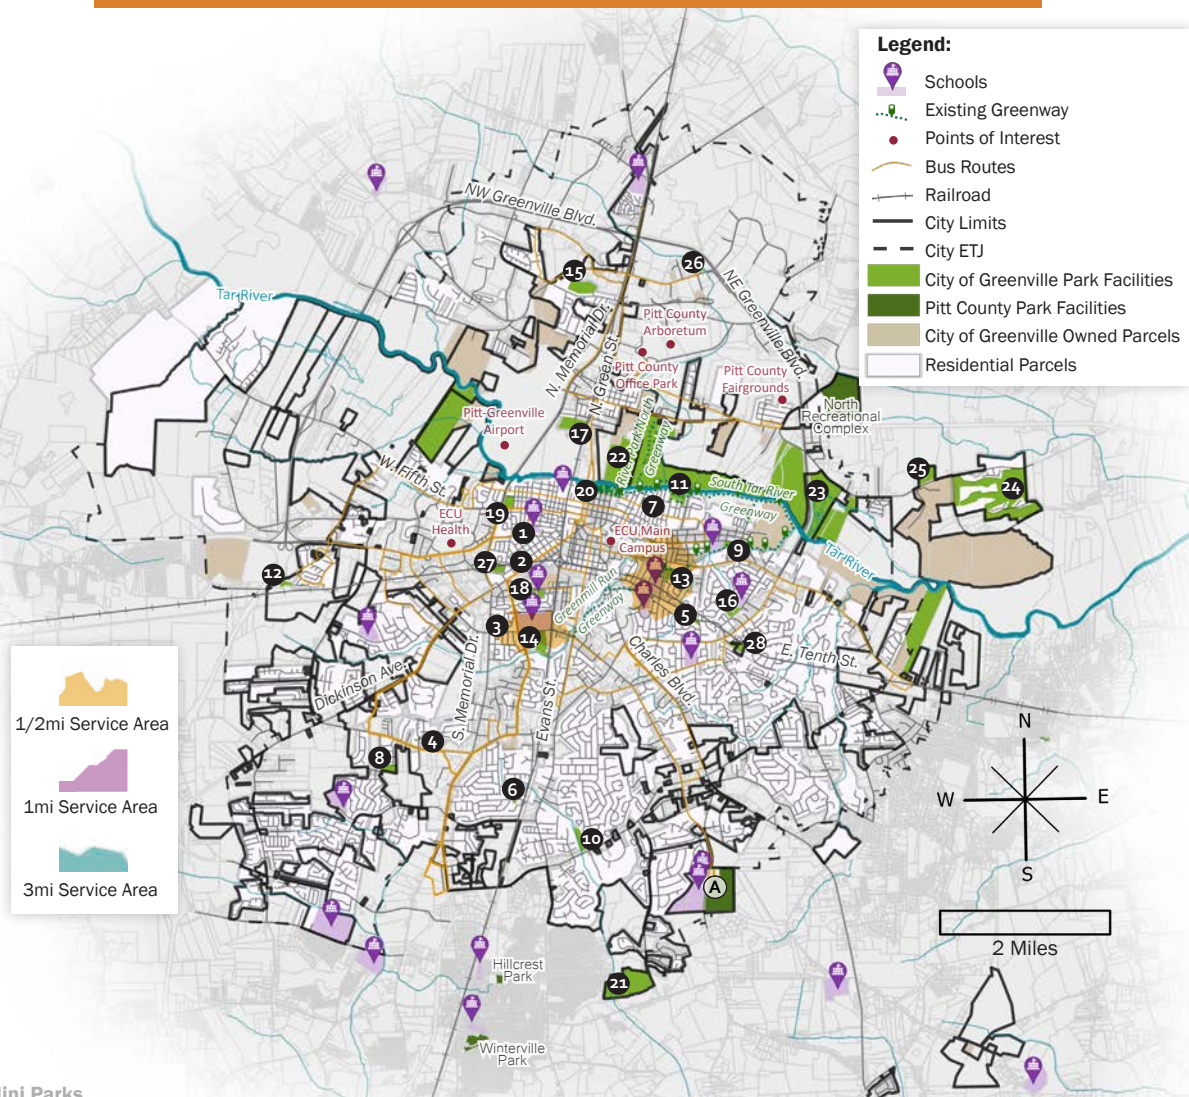 Legend:
Schools
Existing Greenway
Points of Interest
Bus Routes
Railroad
City Limits
City ETJ
City of Greenville Park Facilities
Pitt County Park Facilities
City of Greenville Owned Parcels
Residential Parcels
NW Greenville Blvd.
26
15
NE Greenville Blvd.
Tar River
Pitt County
Arboretum
N. Memorial Dr.
N. Green St.
Pitt County
Office Park
Pitt County
Fairgrounds
North
Recreational
Complex
Pitt-Greenville
Airport
17
River Park North
Greenway
22
W. Fifth St.
25
24
11
20
South Tar River
Greenway
23
7
19
ECU
Health
1
ECU Main
Campus
9
Tar River
27
2
12
18
13
Greenmill Run
Greenway
16
5
3
14
28
E. Tenth St.
Charles Blvd.
Dickinson Ave.
S. Memorial Dr.
Evans St.
4
8
6
10
A
21
Hillcrest
Park
Winterville
Park
1/2mi Service Area
1mi Service Area
3mi Service Area
N
W
E
S
2 Miles
ini Parks